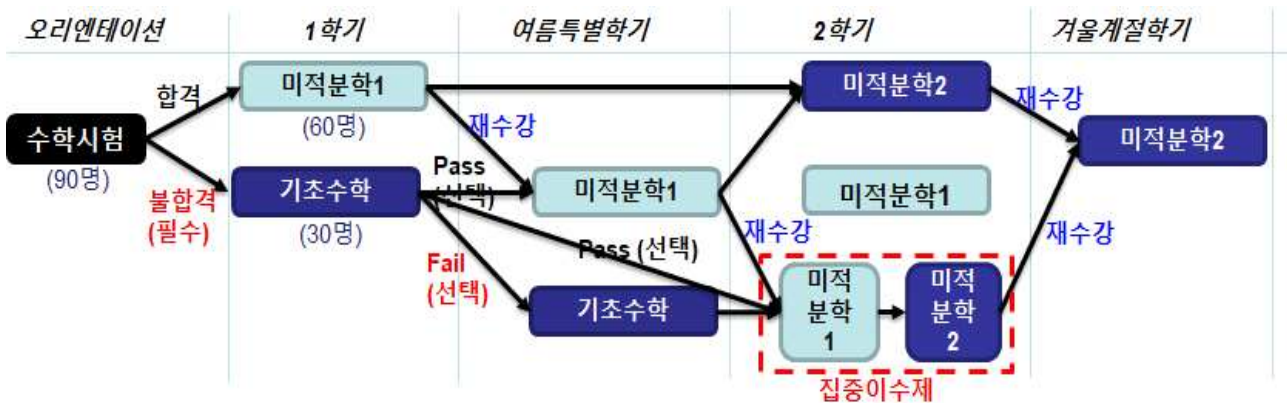 오리엔테이션
1학기
여름특별학기
2학기
겨울계절학기
합격
미적분학1
(60명)
미적분학2
재수강
수학시험
(90명)
재수강
미적분학2
불합격
(필수)
기초수학
(30명)
Pass
(선택)
미적분학1
미적분학1
재수강
재수강
Pass (선택)
Fail
(선택)
기초수학
미적
분학
1
미적
분학
2
집중이수제